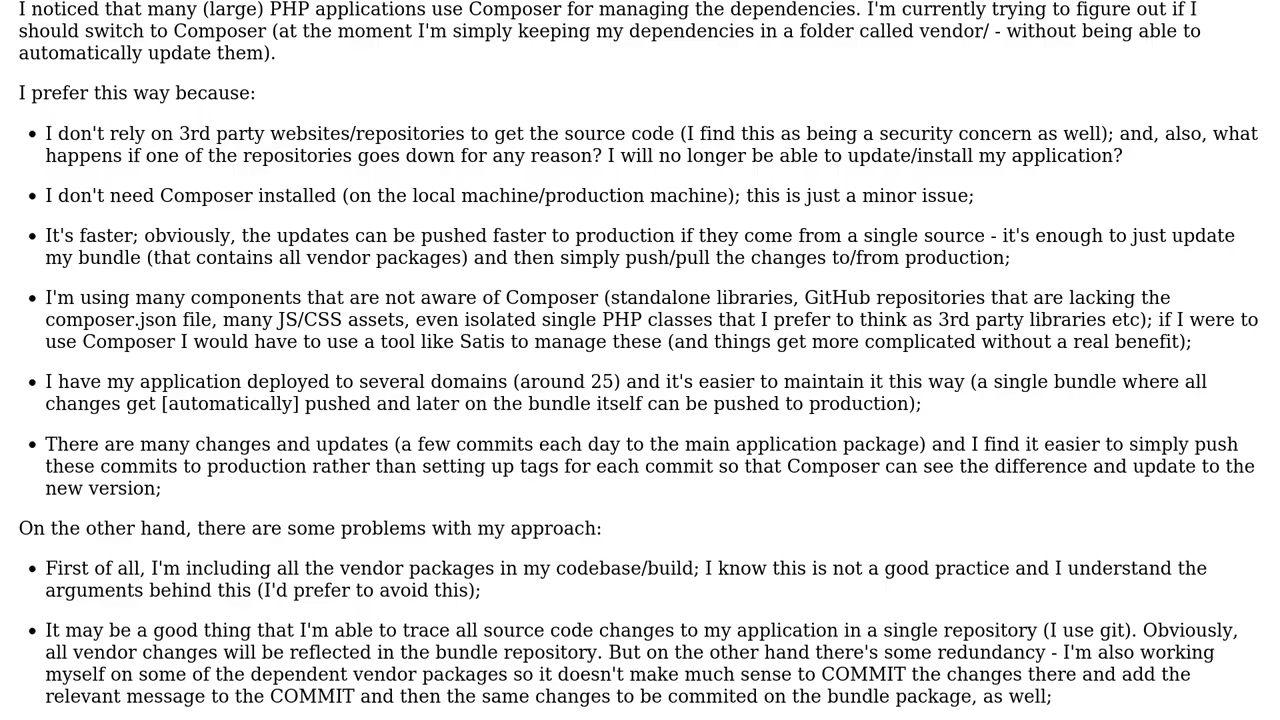 I noticed that many (large) PHP applications use Composer for managing the dependencies. I'm currently trying to figure out if I
should switch to Composer (at the moment I'm simply keeping my dependencies in a folder called vendor/ - without being able to
automatically update them).
I prefer this way because:
• I don't rely on 3rd party websites/repositories to get the source code (I find this as being a security concern as well); and, also, what
happens if one of the repositories goes down for any reason? I will no longer be able to update/install my application?
• I don't need Composer installed (on the local machine/production machine); this is just a minor issue;
• It's faster; obviously, the updates can be pushed faster to production if they come from a single source - it's enough to just update
my bundle (that contains all vendor packages) and then simply push/pull the changes to/from production;
• I'm using many components that are not aware of Composer (standalone libraries, GitHub repositories that are lacking the
composer.json file, many JS/CSS assets, even isolated single PHP classes that I prefer to think as 3rd party libraries etc); if I were to
use Composer I would have to use a tool like Satis to manage these (and things get more complicated without a real benefit);
• I have my application deployed to several domains (around 25) and it's easier to maintain it this way (a single bundle where all
changes get [automatically] pushed and later on the bundle itself can be pushed to production);
• There are many changes and updates (a few commits each day to the main application package) and I find it easier to simply push
these commits to production rather than setting up tags for each commit so that Composer can see the difference and update to the
new version;
On the other hand, there are some problems with my approach:
• First of all, I'm including all the vendor packages in my codebase/build; I know this is not a good practice and I understand the
arguments behind this (I'd prefer to avoid this);
• It may be a good thing that I'm able to trace all source code changes to my application in a single repository (I use git). Obviously,
all vendor changes will be reflected in the bundle repository. But on the other hand there's some redundancy - I'm also working
myself on some of the dependent vendor packages so it doesn't make much sense to COMMIT the changes there and add the
relevant message to the COMMIT and then the same changes to be commited on the bundle package, as well;